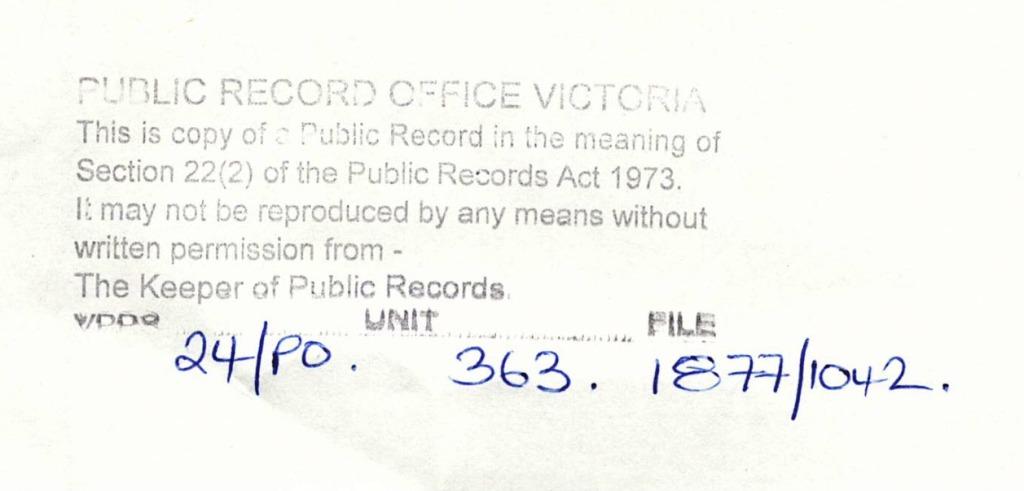 PUBLIC RECORD OFFICE VICTORIA
This is copy of a Public Record in the meaning of
Section 22(2) of the Public Records Act 1973.
It may not be reproduced by any means without
written permission from -
The Keeper of Public Records.
VPRS UNIT FILE
24/PO. 363. 1877/1042.